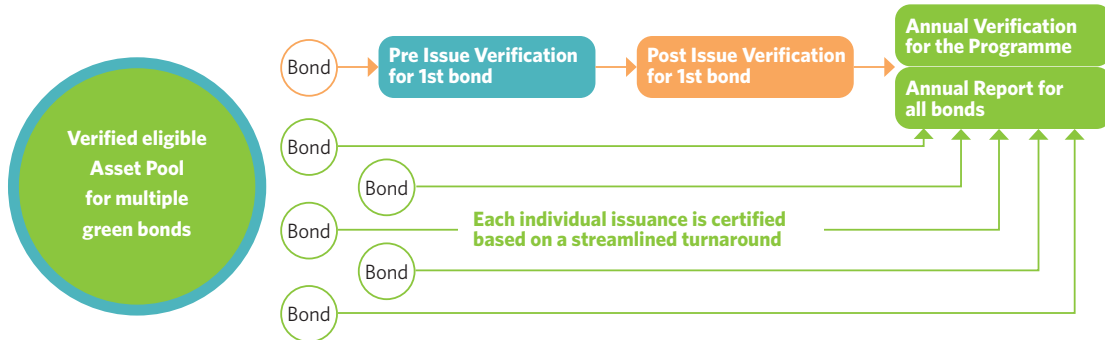 Verified eligible
Asset Pool
for multiple
green bonds
Bond
Pre Issue Verification
for 1st bond
Post Issue Verification
for 1st bond
Annual Verification
for the Programme
Annual Report for
all bonds
Bond
Bond
Bond
Each individual issuance is certified
based on a streamlined turnaround
Bond
Bond